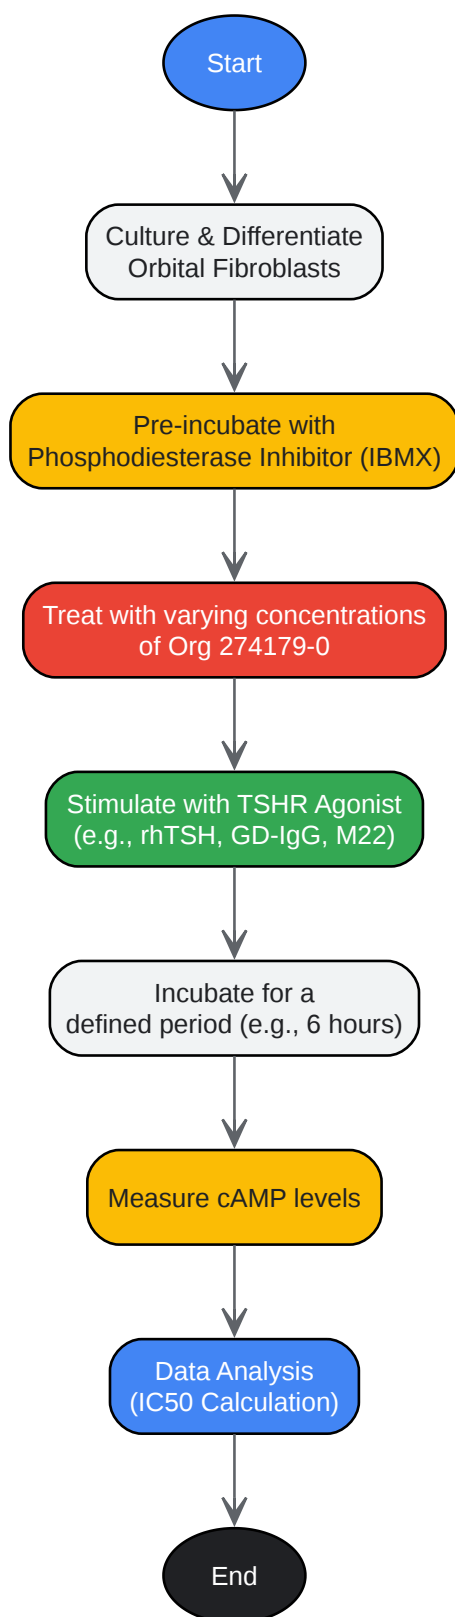 Start
Culture & Differentiate
Orbital Fibroblasts
Pre-incubate with
Phosphodiesterase Inhibitor (IBMX)
Treat with varying concentrations
of Org 274179-0
Stimulate with TSHR Agonist
(e.g., rhTSH, GD-IgG, M22)
Incubate for a
defined period (e.g., 6 hours)
Measure cAMP levels
Data Analysis
(IC50 Calculation)
End